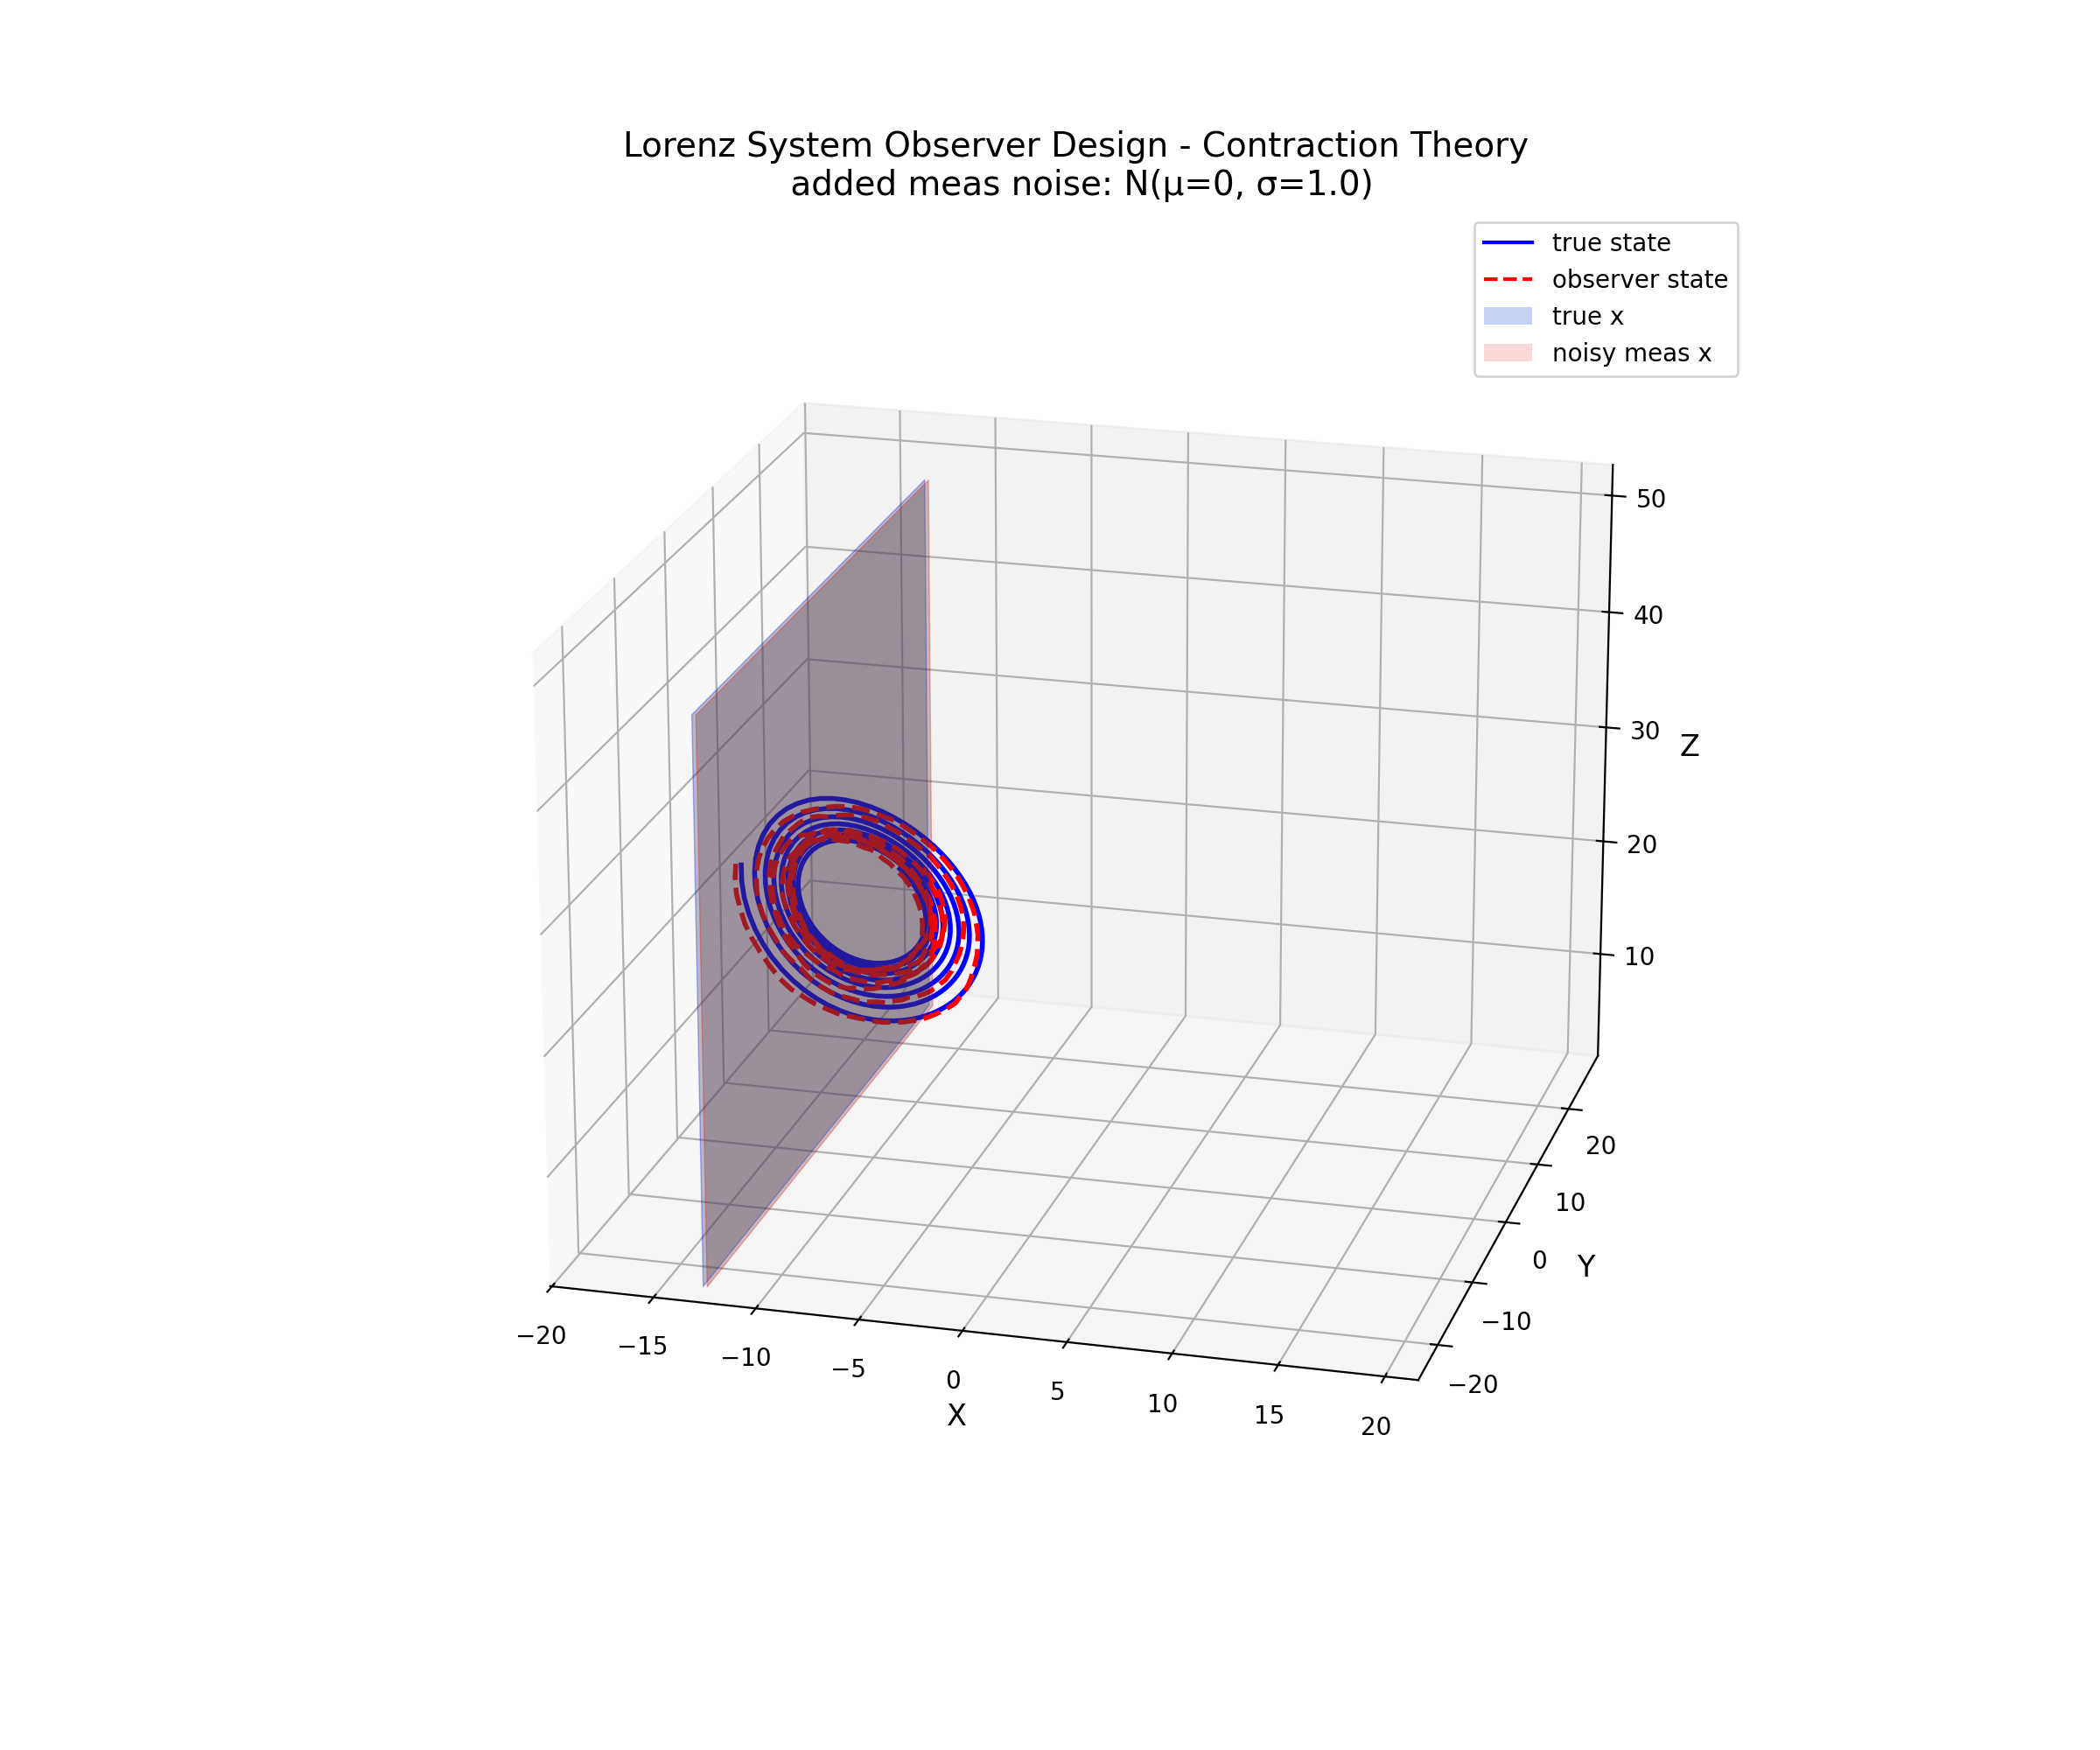 Lorenz System Observer Design - Contraction Theory
added meas noise: N(μ=0, σ=1.0)
true state
observer state
true x
noisy meas x
50
40
30
Z
20
10
20
10
0
Y
−10
−20
−20
−15
−10
−5
0
5
10
15
20
X